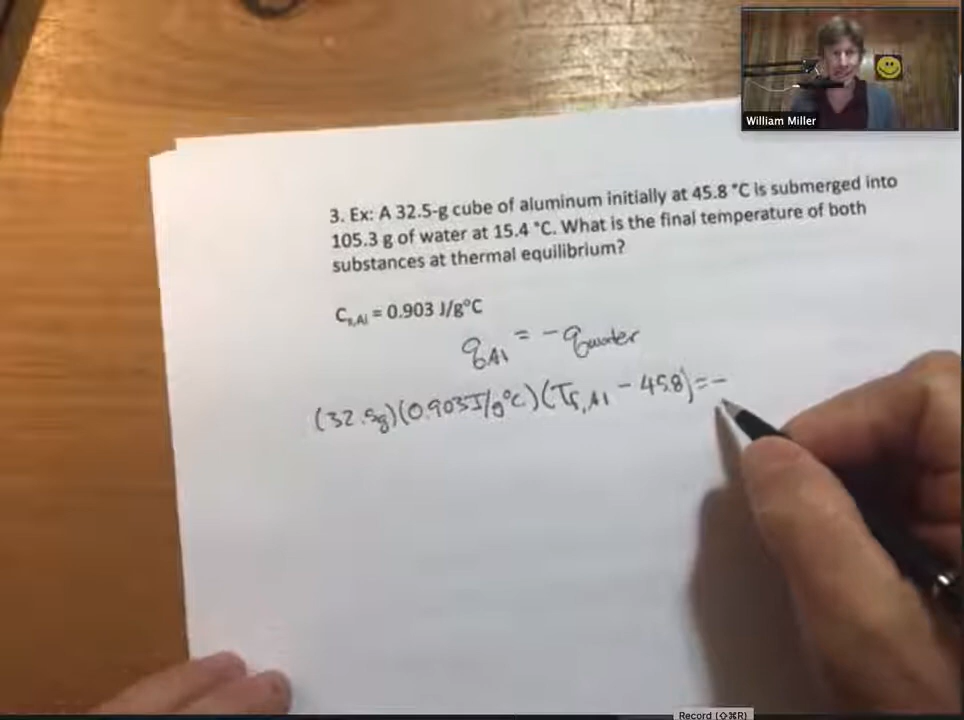 William Miller
3. Ex: A 32.5-g cube of aluminum initially at 45.8 °C is submerged into
105.3 g of water at 15.4 °C. What is the final temperature of both
substances at thermal equilibrium?
Cs,Al = 0.903 J/g°C
qAl = -qwater
(32.5g)(0.903J/g°C)(Tf,Al - 45.8)=-
Record (⇧⌘R)